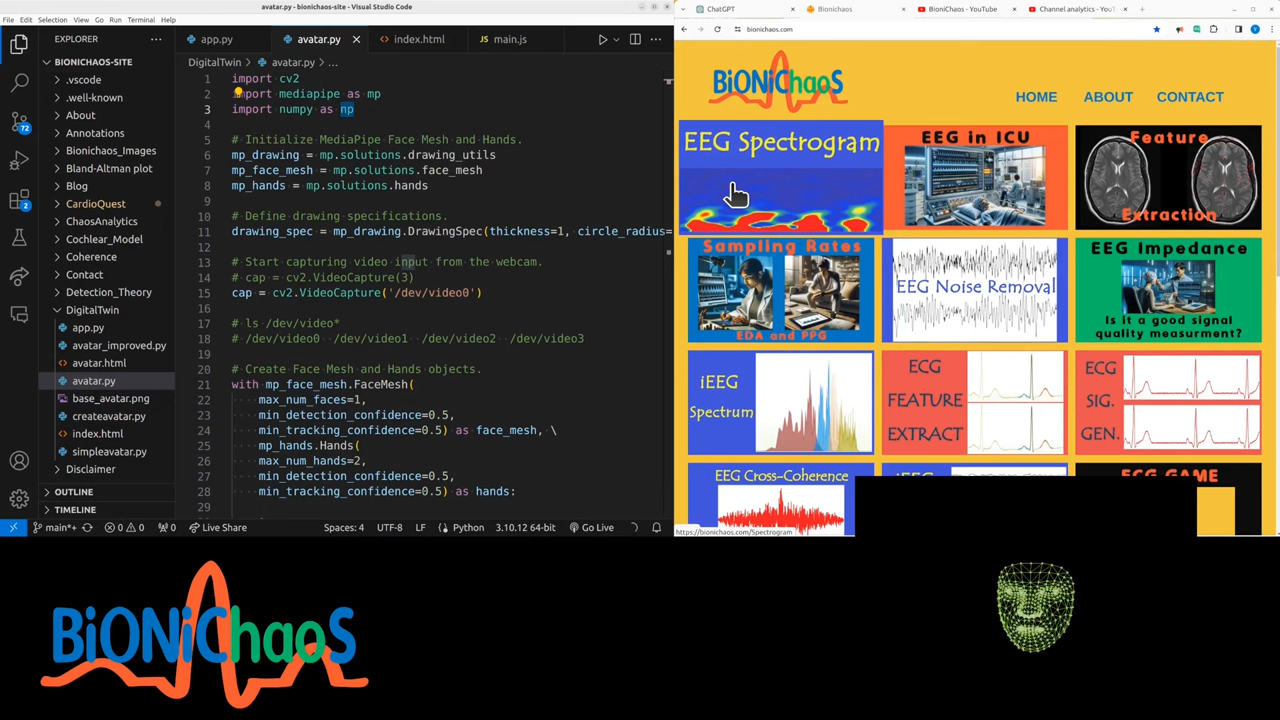 avatar.py - bionichaos-site - Visual Studio Code
File Edit Selection View Go Run Terminal Help
EXPLORER
app.py
avatar.py
index.html
main.js
BIONICHAOS-SITE
.vscode
.well-known
About
Annotations
Bionichaos_Images
Bland-Altman plot
Blog
CardioQuest
ChaosAnalytics
Cochlear_Model
Coherence
Contact
Detection_Theory
DigitalTwin
app.py
avatar_improved.py
avatar.html
avatar.py
base_avatar.png
createavatar.py
index.html
simpleavatar.py
Disclaimer
OUTLINE
TIMELINE
72
2
DigitalTwin > avatar.py > ...
1 import cv2
2 import mediapipe as mp
3 import numpy as np
4
5 # Initialize MediaPipe Face Mesh and Hands.
6 mp_drawing = mp.solutions.drawing_utils
7 mp_face_mesh = mp.solutions.face_mesh
8 mp_hands = mp.solutions.hands
9
10 # Define drawing specifications.
11 drawing_spec = mp_drawing.DrawingSpec(thickness=1, circle_radius=
12
13 # Start capturing video input from the webcam.
14 # cap = cv2.VideoCapture(3)
15 cap = cv2.VideoCapture('/dev/video0')
16
17 # ls /dev/video*
18 # /dev/video0 /dev/video1 /dev/video2 /dev/video3
19
20 # Create Face Mesh and Hands objects.
21 with mp_face_mesh.FaceMesh(
22 max_num_faces=1,
23 min_detection_confidence=0.5,
24 min_tracking_confidence=0.5) as face_mesh, \
25 mp_hands.Hands(
26 max_num_hands=2,
27 min_detection_confidence=0.5,
28 min_tracking_confidence=0.5) as hands:
29
main*+ 0 0 0 Live Share Spaces: 4 UTF-8 LF Python 3.10.12 64-bit Go Live
ChatGPT
Bionichaos
BioniChaos - YouTube
Channel analytics - YouT
bionichaos.com
BiONiChaoS
HOME
ABOUT
CONTACT
EEG Spectrogram
EEG in ICU
Feature
Extraction
Sampling Rates
EDA and PPG
EEG Noise Removal
EEG Impedance
Is it a good signal
quality measurment?
iEEG
Spectrum
ECG
FEATURE
EXTRACT
ECG
SIG.
GEN.
EEG Cross-Coherence
ECG GAME
https://bionichaos.com/Spectrogram
BiONiChaoS